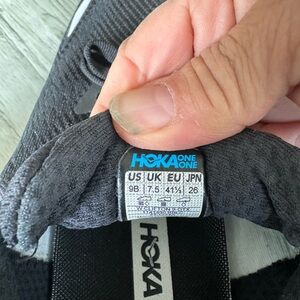 HOKA ONE ONE
US UK EU JPN
9B 7.5 41⅓ 26
HOKA